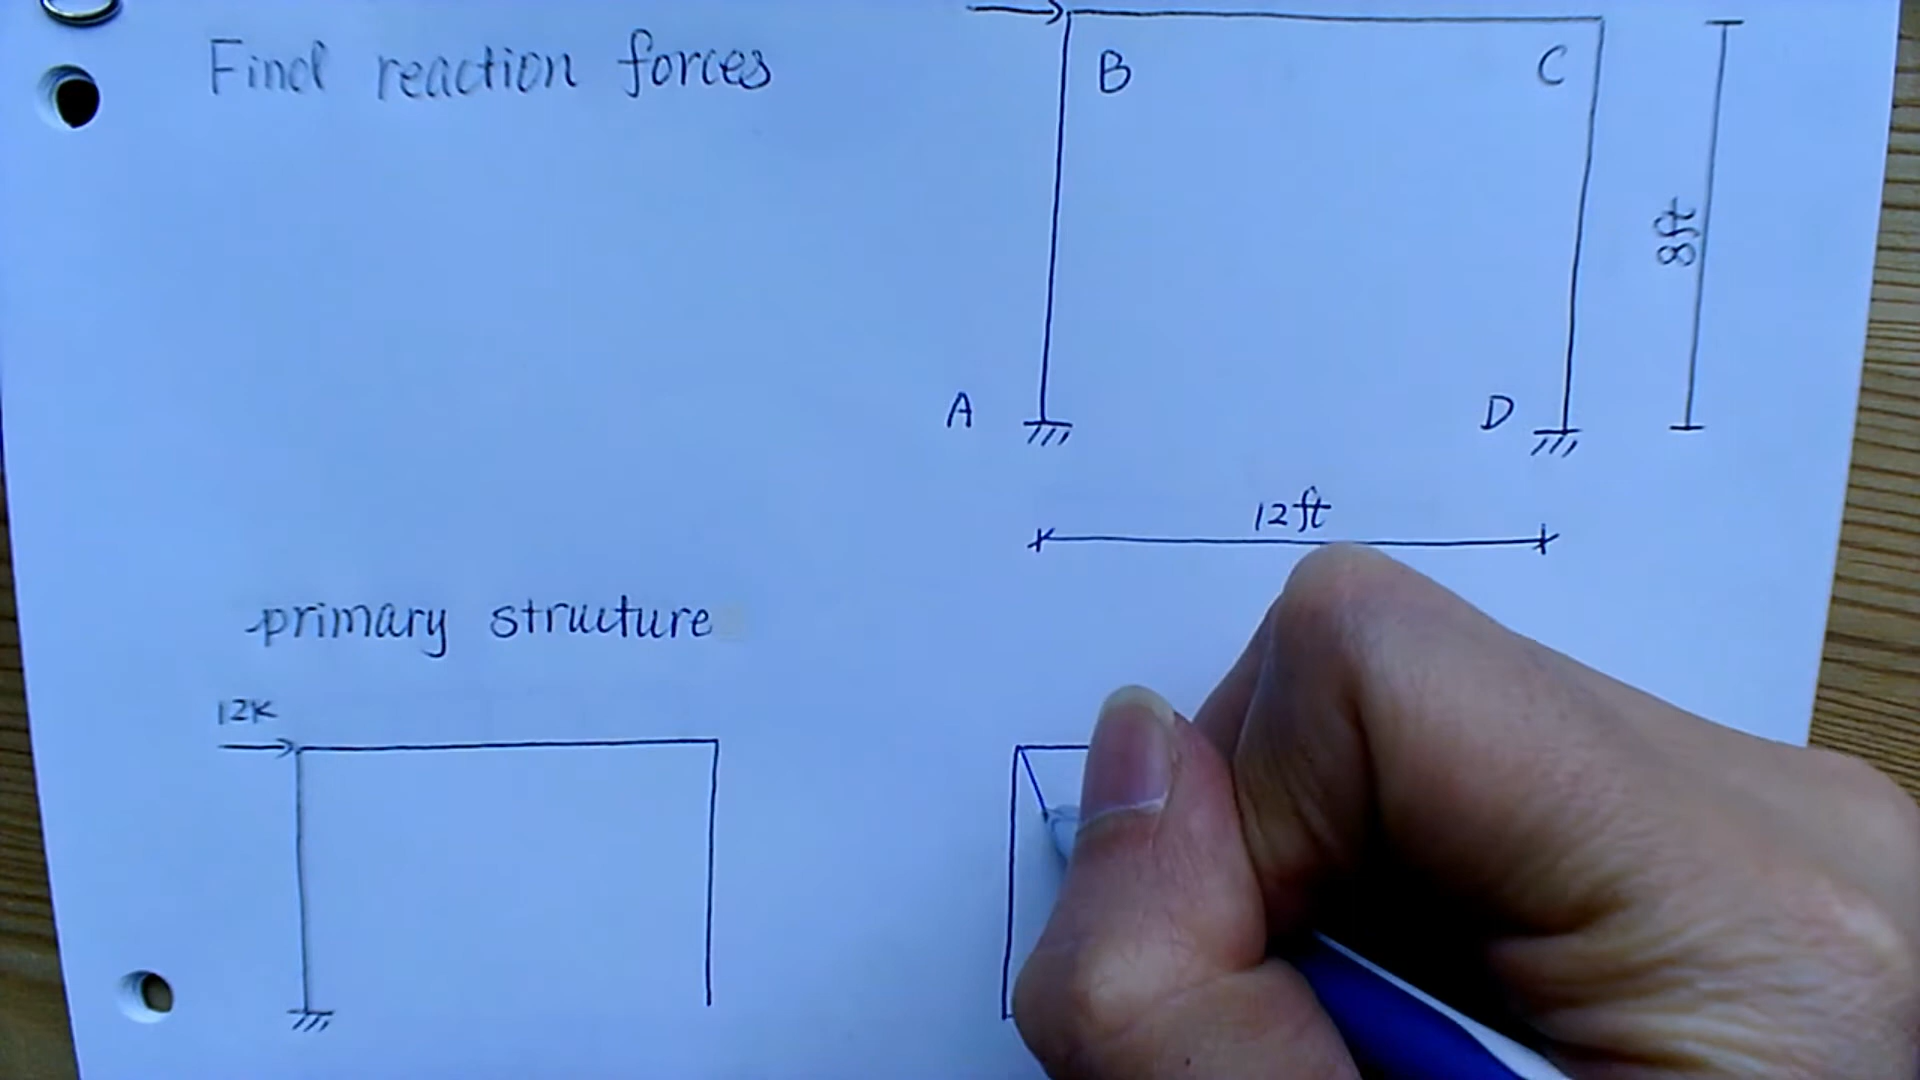 Find reaction forces
B
C
8ft
A
D
12ft
primary structure
12K